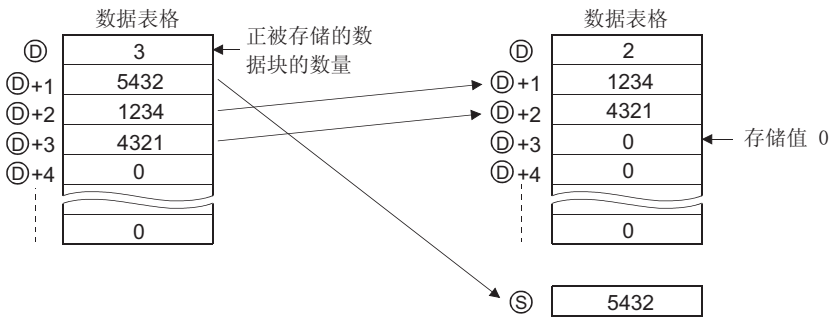 数据表格
Ⓓ 3
Ⓓ+1 5432
Ⓓ+2 1234
Ⓓ+3 4321
Ⓓ+4 0
0
正被存储的数
据块的数量
数据表格
Ⓓ 2
Ⓓ+1 1234
Ⓓ+2 4321
Ⓓ+3 0
Ⓓ+4 0
0
存储值 0
Ⓢ 5432